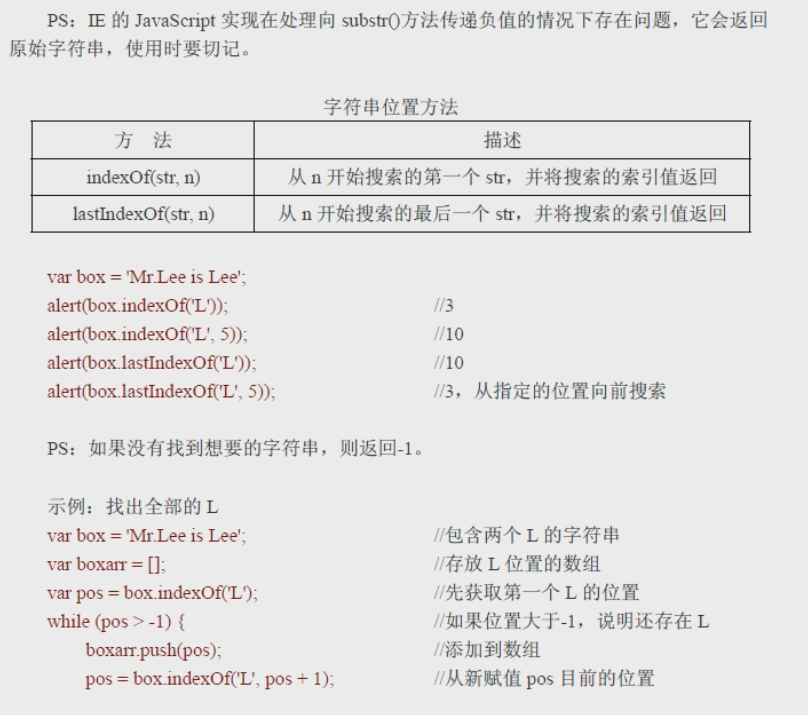 PS：IE 的 JavaScript 实现在处理向 substr()方法传递负值的情况下存在问题，它会返回
原始字符串，使用时要切记。
字符串位置方法
方 法 描述
indexOf(str, n) 从 n 开始搜索的第一个 str，并将搜索的索引值返回
lastIndexOf(str, n) 从 n 开始搜索的最后一个 str，并将搜索的索引值返回
var box = 'Mr.Lee is Lee';
alert(box.indexOf('L')); //3
alert(box.indexOf('L', 5)); //10
alert(box.lastIndexOf('L')); //10
alert(box.lastIndexOf('L', 5)); //3，从指定的位置向前搜索
PS：如果没有找到想要的字符串，则返回-1。
示例：找出全部的 L
var box = 'Mr.Lee is Lee'; //包含两个 L 的字符串
var boxarr = []; //存放 L 位置的数组
var pos = box.indexOf('L'); //先获取第一个 L 的位置
while (pos > -1) { //如果位置大于-1，说明还存在 L
boxarr.push(pos); //添加到数组
pos = box.indexOf('L', pos + 1); //从新赋值 pos 目前的位置